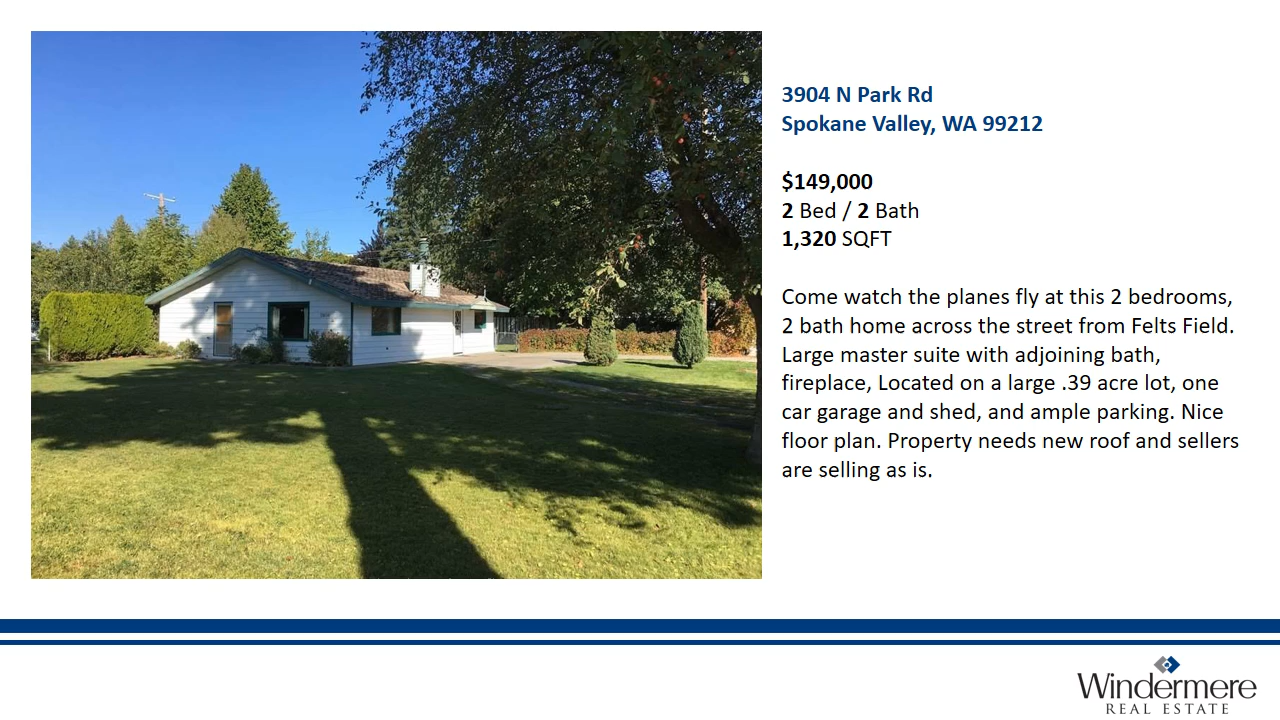 3904 N Park Rd
Spokane Valley, WA 99212
$149,000
2 Bed / 2 Bath
1,320 SQFT
Come watch the planes fly at this 2 bedrooms,
2 bath home across the street from Felts Field.
Large master suite with adjoining bath,
fireplace, Located on a large .39 acre lot, one
car garage and shed, and ample parking. Nice
floor plan. Property needs new roof and sellers
are selling as is.
Windermere
REAL ESTATE